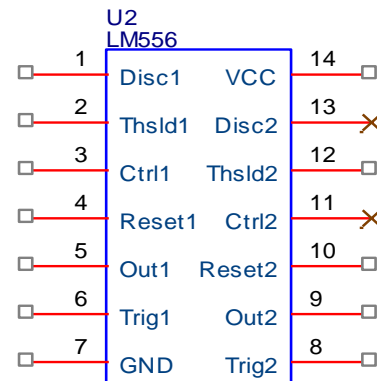 U2
LM556
1 Disc1 VCC 14
2 Thsld1 Disc2 13
3 Ctrl1 Thsld2 12
4 Reset1 Ctrl2 11
5 Out1 Reset2 10
6 Trig1 Out2 9
7 GND Trig2 8